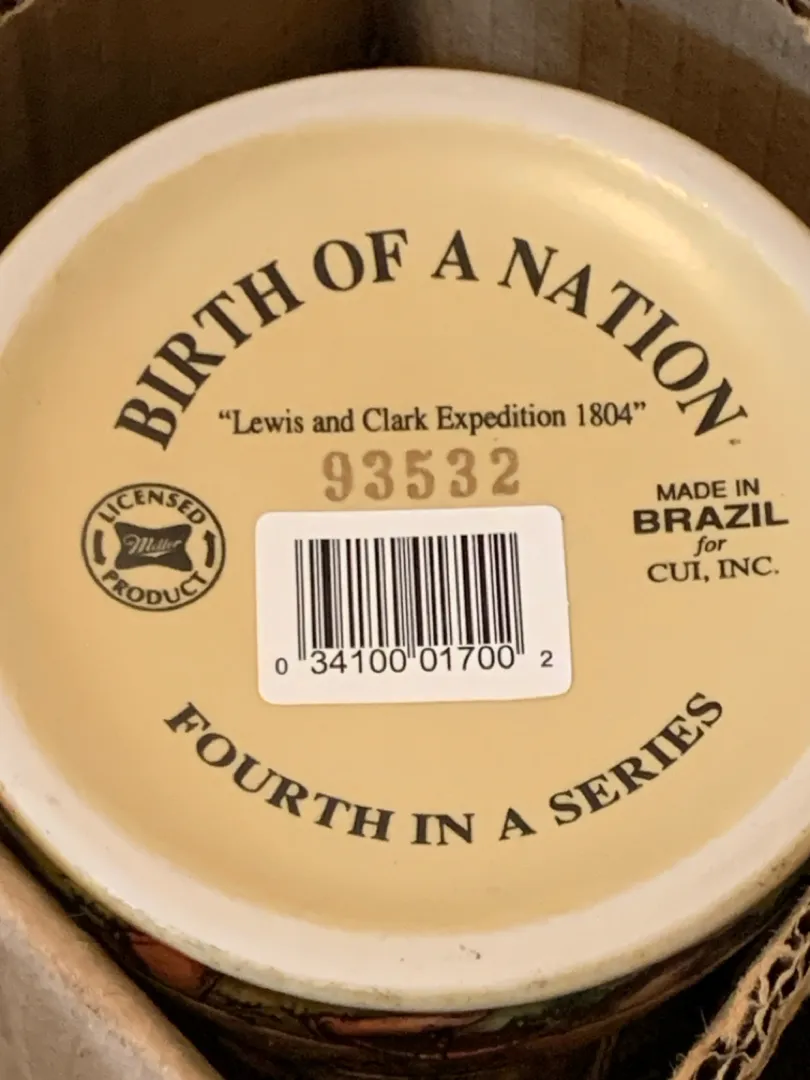 BIRTH OF A NATION
“Lewis and Clark Expedition 1804”
93532
LICENSED
Miller
PRODUCT
MADE IN
BRAZIL
for
CUI, INC.
0 34100 01700 2
FOURTH IN A SERIES